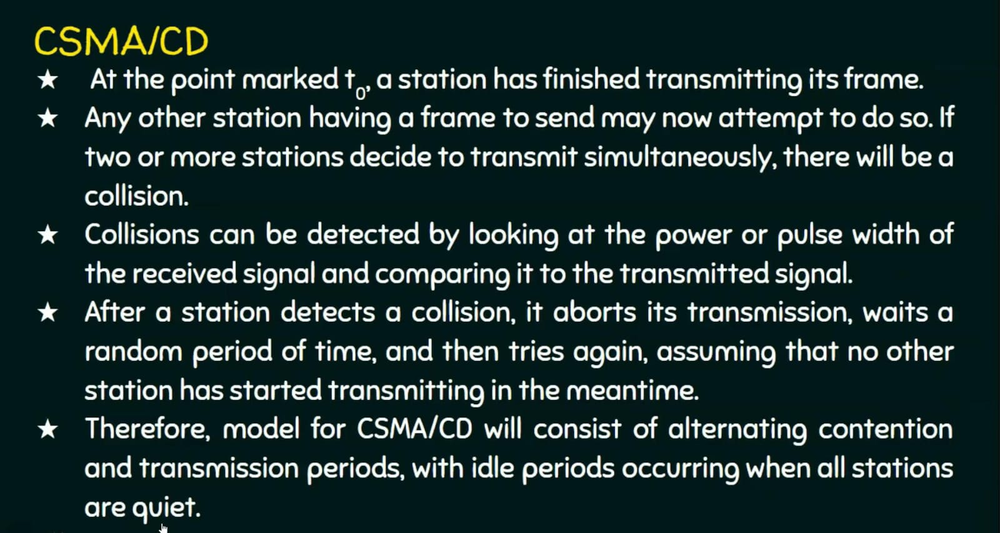 CSMA/CD
★ At the point marked t₀, a station has finished transmitting its frame.
★ Any other station having a frame to send may now attempt to do so. If
two or more stations decide to transmit simultaneously, there will be a
collision.
★ Collisions can be detected by looking at the power or pulse width of
the received signal and comparing it to the transmitted signal.
★ After a station detects a collision, it aborts its transmission, waits a
random period of time, and then tries again, assuming that no other
station has started transmitting in the meantime.
★ Therefore, model for CSMA/CD will consist of alternating contention
and transmission periods, with idle periods occurring when all stations
are quiet.